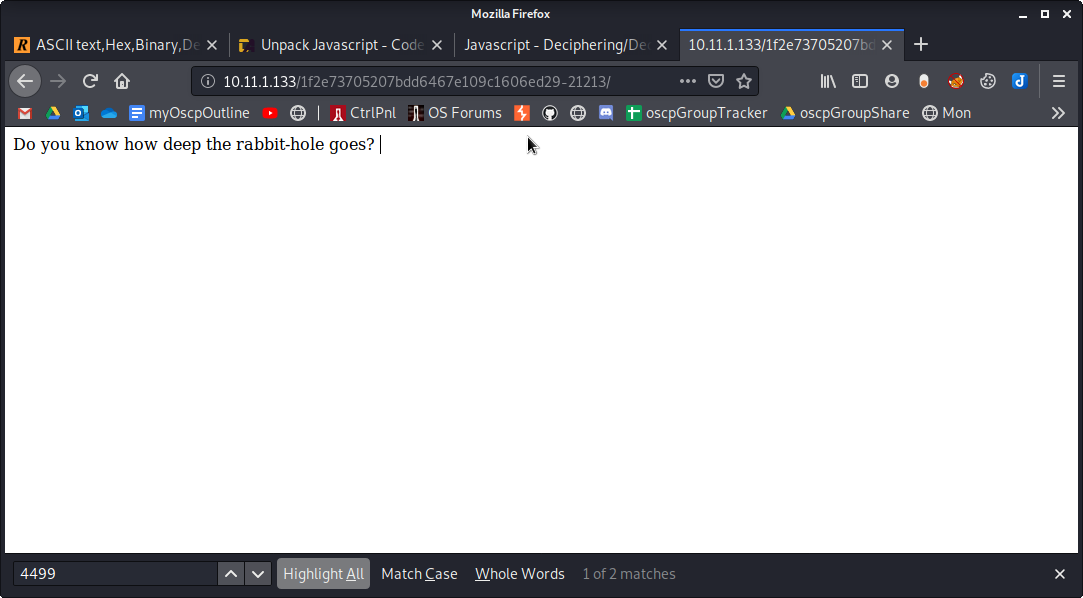 Mozilla Firefox
ASCII text,Hex,Binary,De
Unpack Javascript - Code
Javascript - Deciphering/De
10.11.1.133/1f2e73705207bd
10.11.1.133/1f2e73705207bdd6467e109c1606ed29-21213/
myOscpOutline
CtrlPnl
OS Forums
oscpGroupTracker
oscpGroupShare
Mon
Do you know how deep the rabbit-hole goes?
4499
Highlight All
Match Case
Whole Words
1 of 2 matches